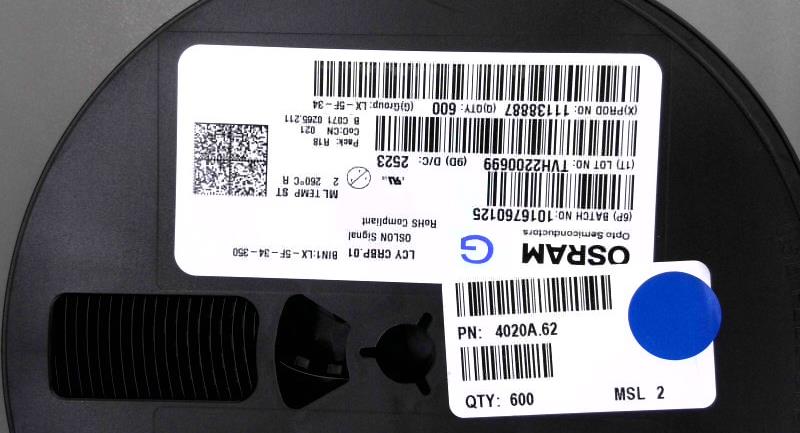 OSRAM
Opto Semiconductors
G
BIN1:LX-5F-34-350
LCY CRBP.01
OSLON Signal
RoHS Compliant
(6P) BATCH NO:1016760125
ML TEMP ST
2 260°C R
(1T) LOT NO: TVH2200699 (9D) D/C: 2523
Pack: R18
CoO:CN 021
B_C071 0265.211
(X)PROD NO: 11138887 (Q)QTY: 600 (G)Group:LX-5F-34
PN: 4020A.62
QTY: 600 MSL 2